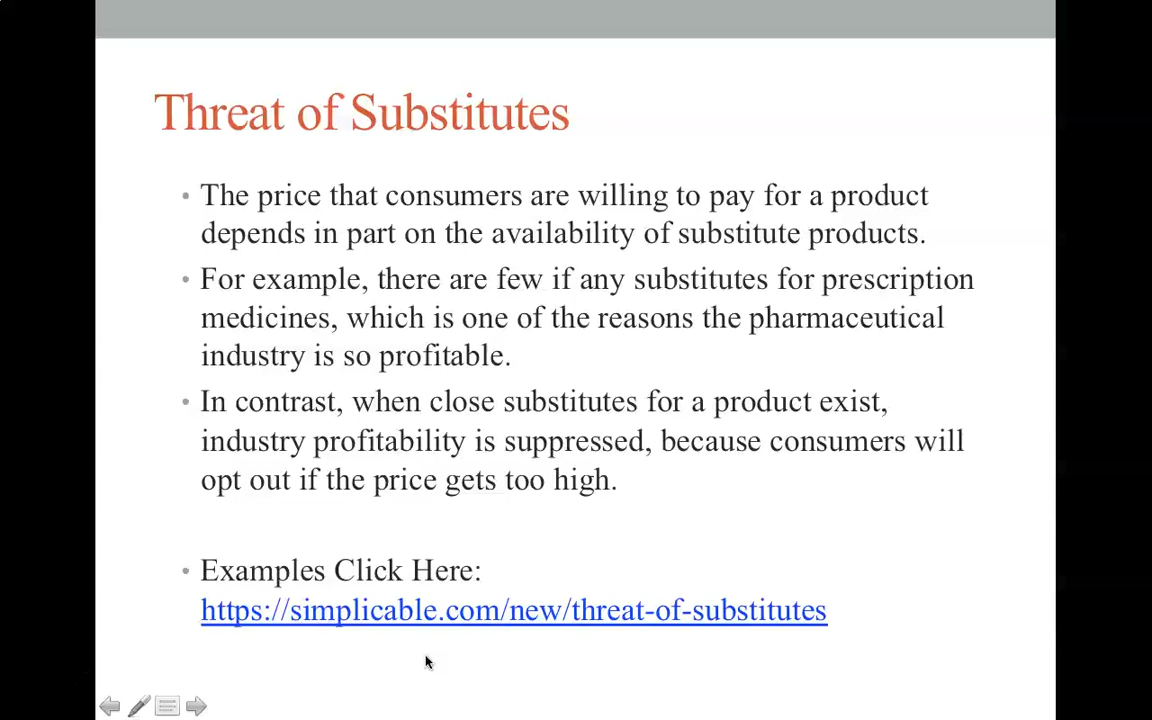 Threat of Substitutes
• The price that consumers are willing to pay for a product
depends in part on the availability of substitute products.
• For example, there are few if any substitutes for prescription
medicines, which is one of the reasons the pharmaceutical
industry is so profitable.
• In contrast, when close substitutes for a product exist,
industry profitability is suppressed, because consumers will
opt out if the price gets too high.
• Examples Click Here:
https://simplicable.com/new/threat-of-substitutes